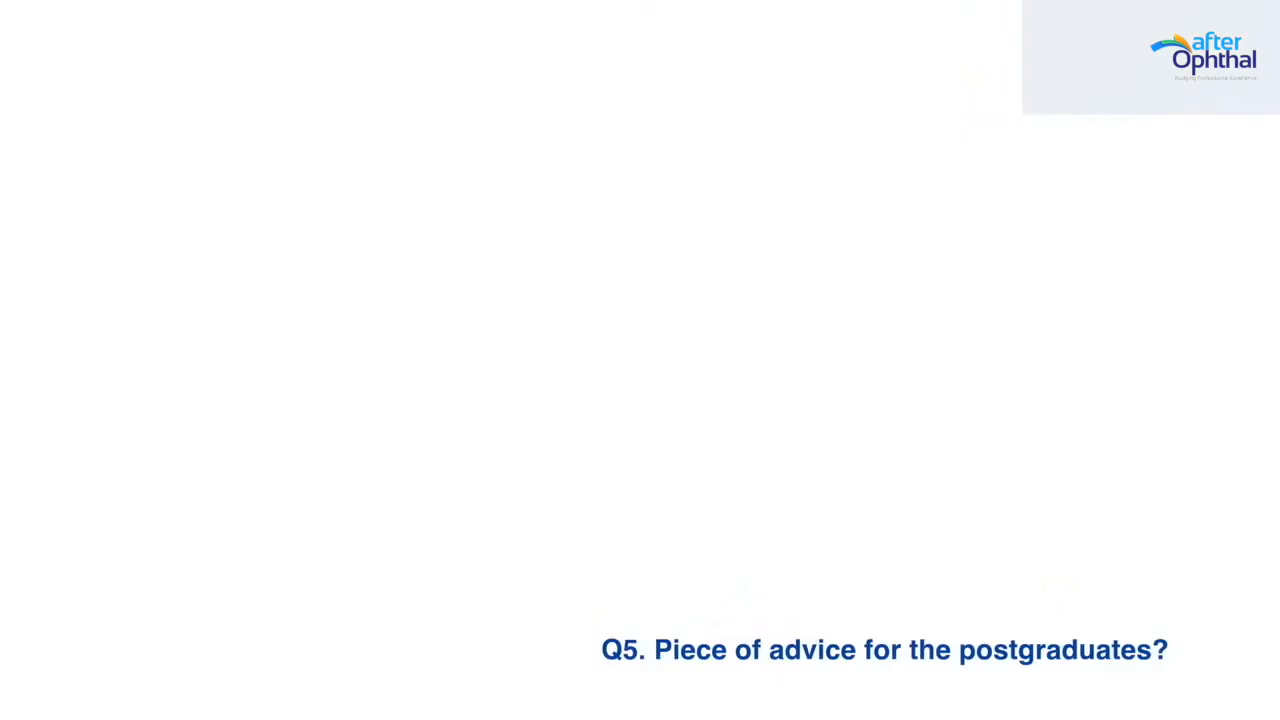 after
Ophthal
Q5. Piece of advice for the postgraduates?